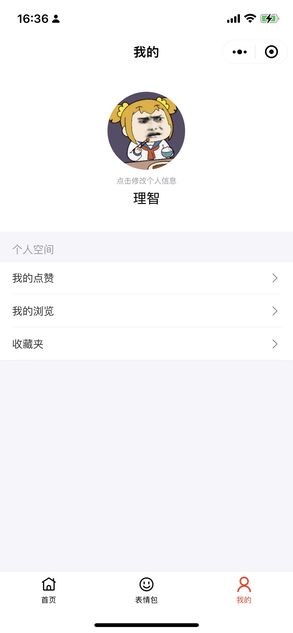 16:36
我的
点击修改个人信息
理智
个人空间
我的点赞
我的浏览
收藏夹
首页
表情包
我的